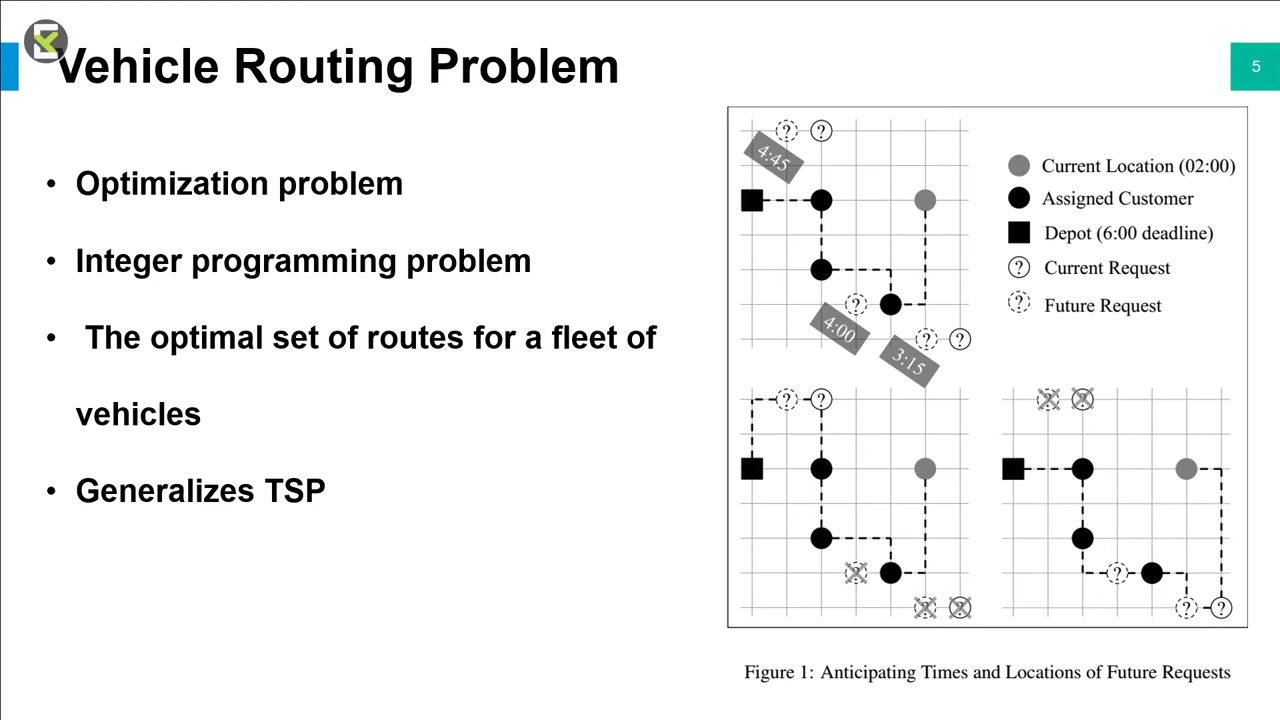 Vehicle Routing Problem
5
• Optimization problem
• Integer programming problem
• The optimal set of routes for a fleet of
vehicles
• Generalizes TSP
? ?
4:45
?
4:00
? ?
3:15
Current Location (02:00)
Assigned Customer
Depot (6:00 deadline)
? Current Request
? Future Request
? ?
?
? ?
? ?
?
? ?
Figure 1: Anticipating Times and Locations of Future Requests